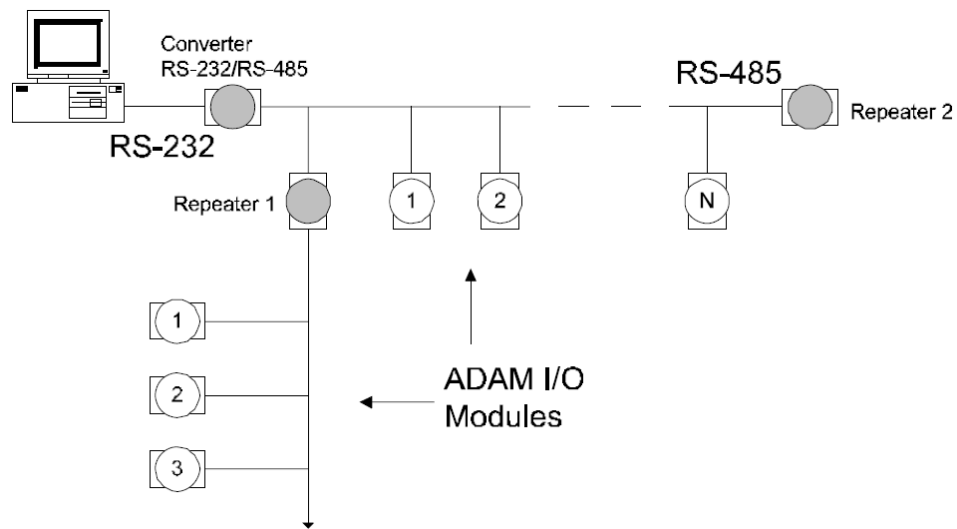 Converter
RS-232/RS-485
RS-485
Repeater 2
RS-232
Repeater 1
1
2
N
1
2
3
ADAM I/O
Modules